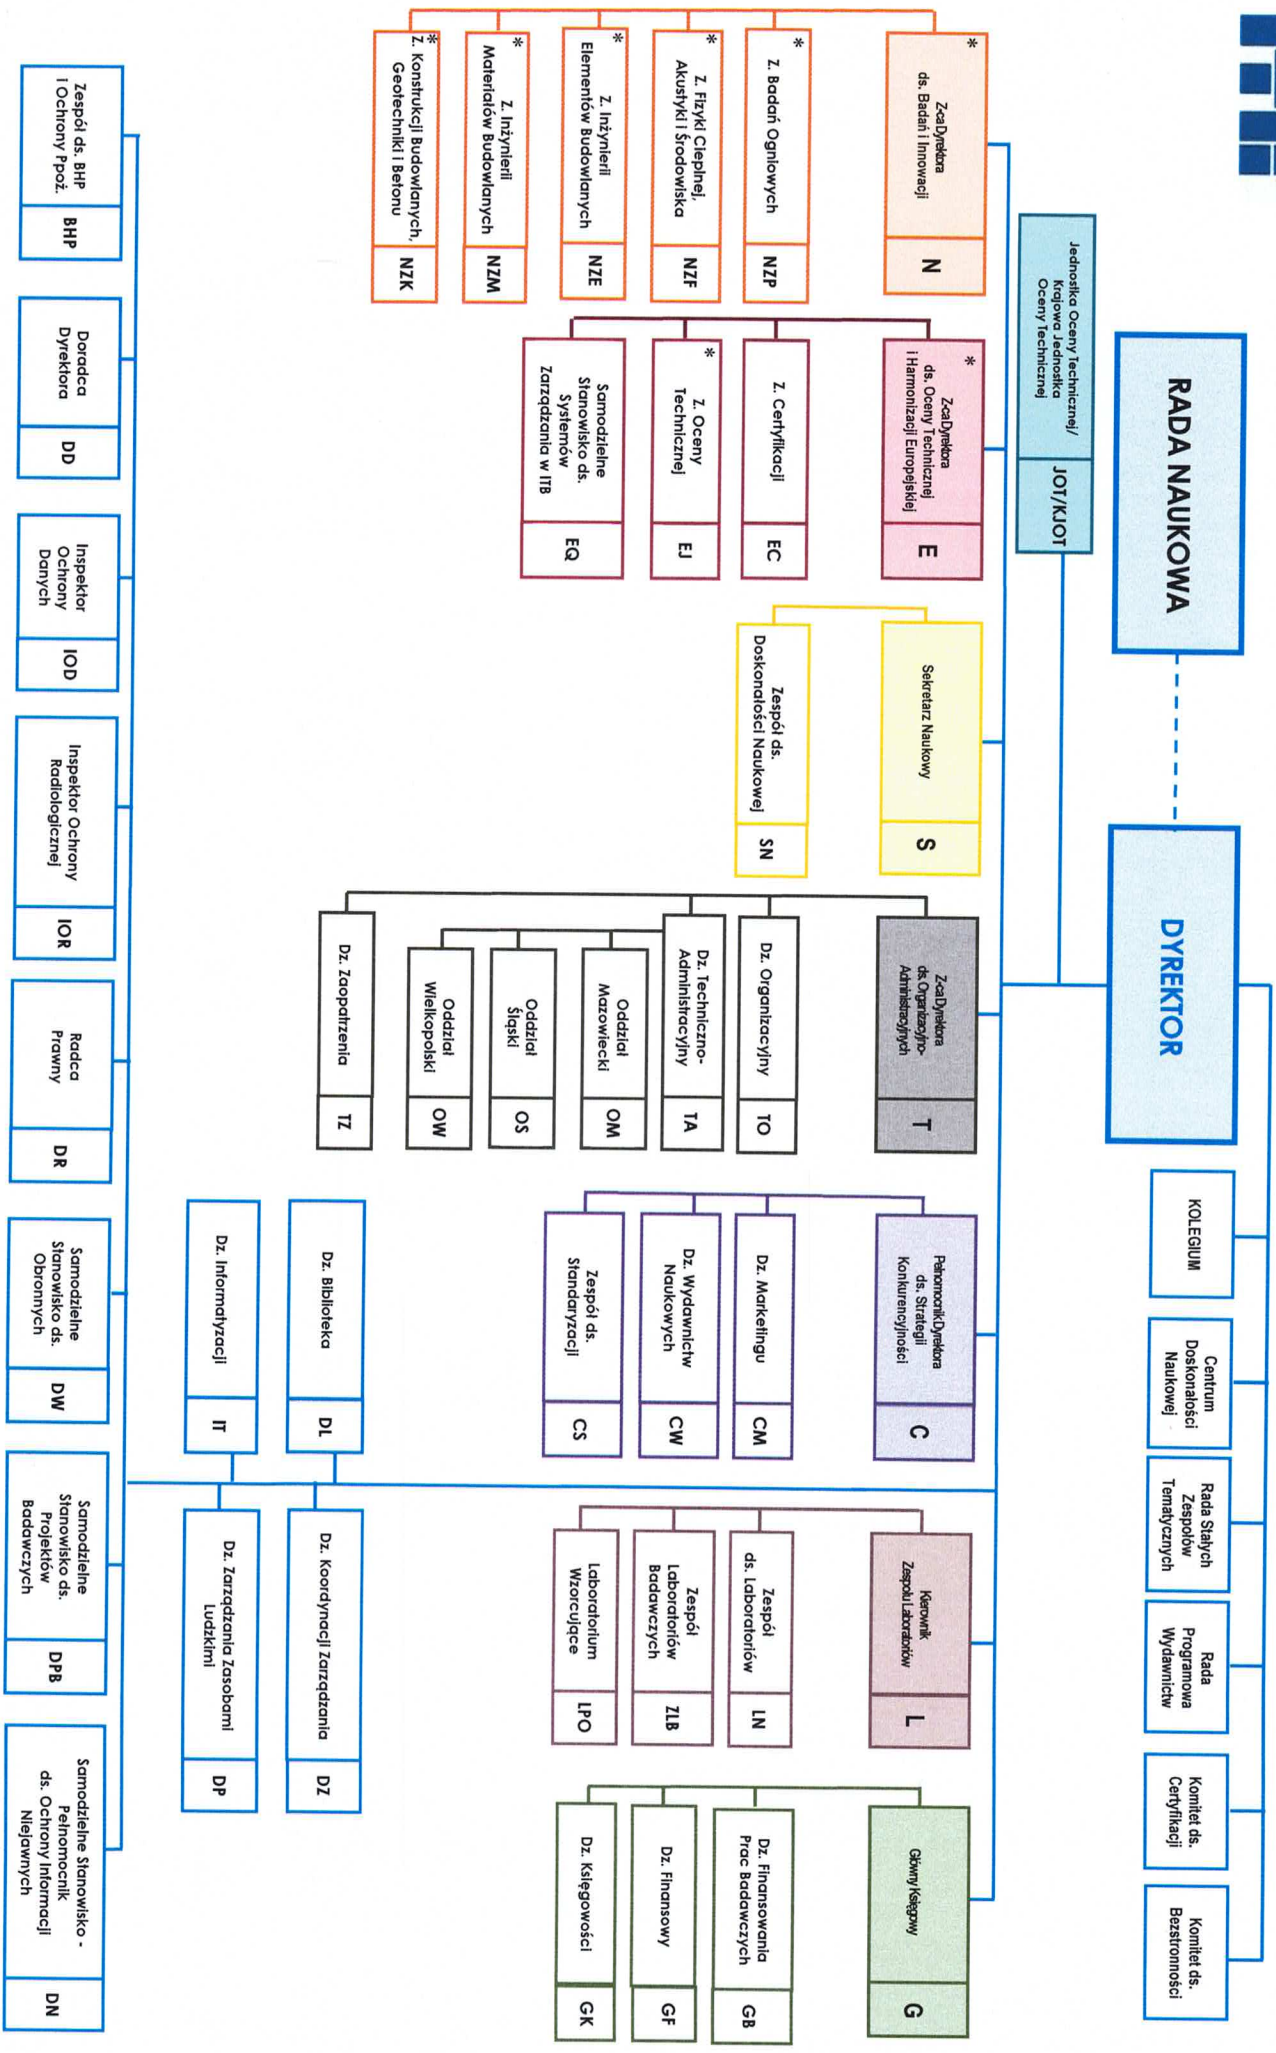 RADA NAUKOWA
DYREKTOR
KOLEGIUM
Centrum
Doskonałości
Naukowej
Rada Stałych
Zespołów
Tematycznych
Rada
Programowa
Wydawnictw
Komitet ds.
Certyfikacji
Komitet ds.
Bezstronności
Jednostka Oceny Technicznej/
Krajowa Jednostka
Oceny Technicznej
JOT/KJOT
*
Z-ca Dyrektora
ds. Badań i Innowacji
N
*
Z. Badań Ogniowych
NZP
*
Z. Fizyki Cieplnej,
Akustyki i Środowiska
NZF
*
Z. Inżynierii
Elementów Budowlanych
NZE
*
Z. Inżynierii
Materiałów Budowlanych
NZM
*
Z. Konstrukcji Budowlanych,
Geotechniki i Betonu
NZK
*
Z-ca Dyrektora
ds. Oceny Technicznej
i Harmonizacji Europejskiej
E
Z. Certyfikacji
EC
*
Z. Oceny
Technicznej
EJ
Samodzielne
Stanowisko ds.
Systemów
Zarządzania w ITB
EQ
Sekretarz Naukowy
S
Zespół ds.
Doskonałości Naukowej
SN
Z-ca Dyrektora
ds. Organizacyjno-
Administracyjnych
T
Dz. Organizacyjny
TO
Dz. Techniczno-
Administracyjny
TA
Oddział
Mazowiecki
OM
Oddział
Śląski
OS
Oddział
Wielkopolski
OW
Dz. Zaopatrzenia
TZ
Pełnomocnik Dyrektora
ds. Strategii
Konkurencyjności
C
Dz. Marketingu
CM
Dz. Wydawnictw
Naukowych
CW
Zespół ds.
Standaryzacji
CS
Kierownik
Zespołu Laboratoriów
L
Zespół
ds. Laboratoriów
LN
Zespół
Laboratoriów
Badawczych
ZLB
Laboratorium
Wzorcujące
LPO
Główny Księgowy
G
Dz. Finansowania
Prac Badawczych
GB
Dz. Finansowy
GF
Dz. Księgowości
GK
Dz. Biblioteka
DL
Dz. Koordynacji Zarządzania
DZ
Dz. Informatyzacji
IT
Dz. Zarządzania Zasobami
Ludzkimi
DP
Zespół ds. BHP
i Ochrony Ppoż.
BHP
Doradca
Dyrektora
DD
Inspektor
Ochrony
Danych
IOD
Inspektor Ochrony
Radiologicznej
IOR
Radca
Prawny
DR
Samodzielne
Stanowisko ds.
Obronnych
DW
Samodzielne
Stanowisko ds.
Projektów
Badawczych
DPB
Samodzielne Stanowisko -
Pełnomocnik
ds. Ochrony Informacji
Niejawnych
DN